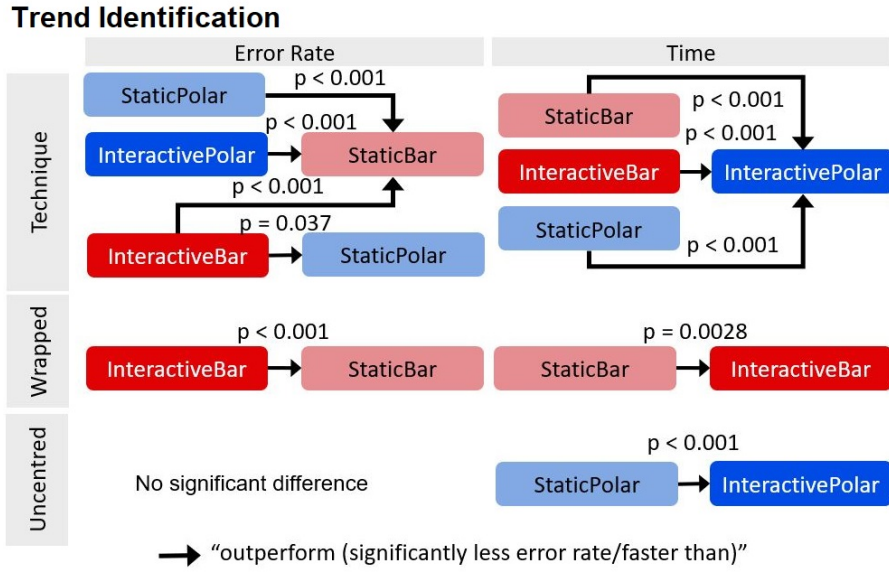 Trend Identification
Error Rate
Time
Technique
StaticPolar
p < 0.001
InteractivePolar
p < 0.001
StaticBar
p < 0.001
InteractiveBar
p = 0.037
StaticPolar
StaticBar
p < 0.001
p < 0.001
InteractiveBar
InteractivePolar
StaticPolar
p < 0.001
Wrapped
p < 0.001
InteractiveBar
StaticBar
p = 0.0028
StaticBar
InteractiveBar
Uncentred
No significant difference
p < 0.001
StaticPolar
InteractivePolar
“outperform (significantly less error rate/faster than)”